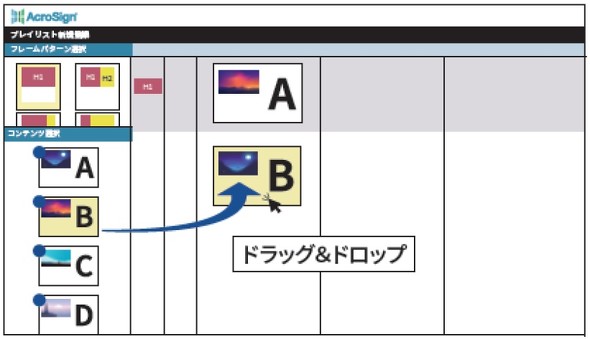 AcroSign
プレイリスト新規登録
フレームパターン選択
H1
H1 H2
H1
A
コンテンツ選択
A
B
B
C
D
ドラッグ&ドロップ